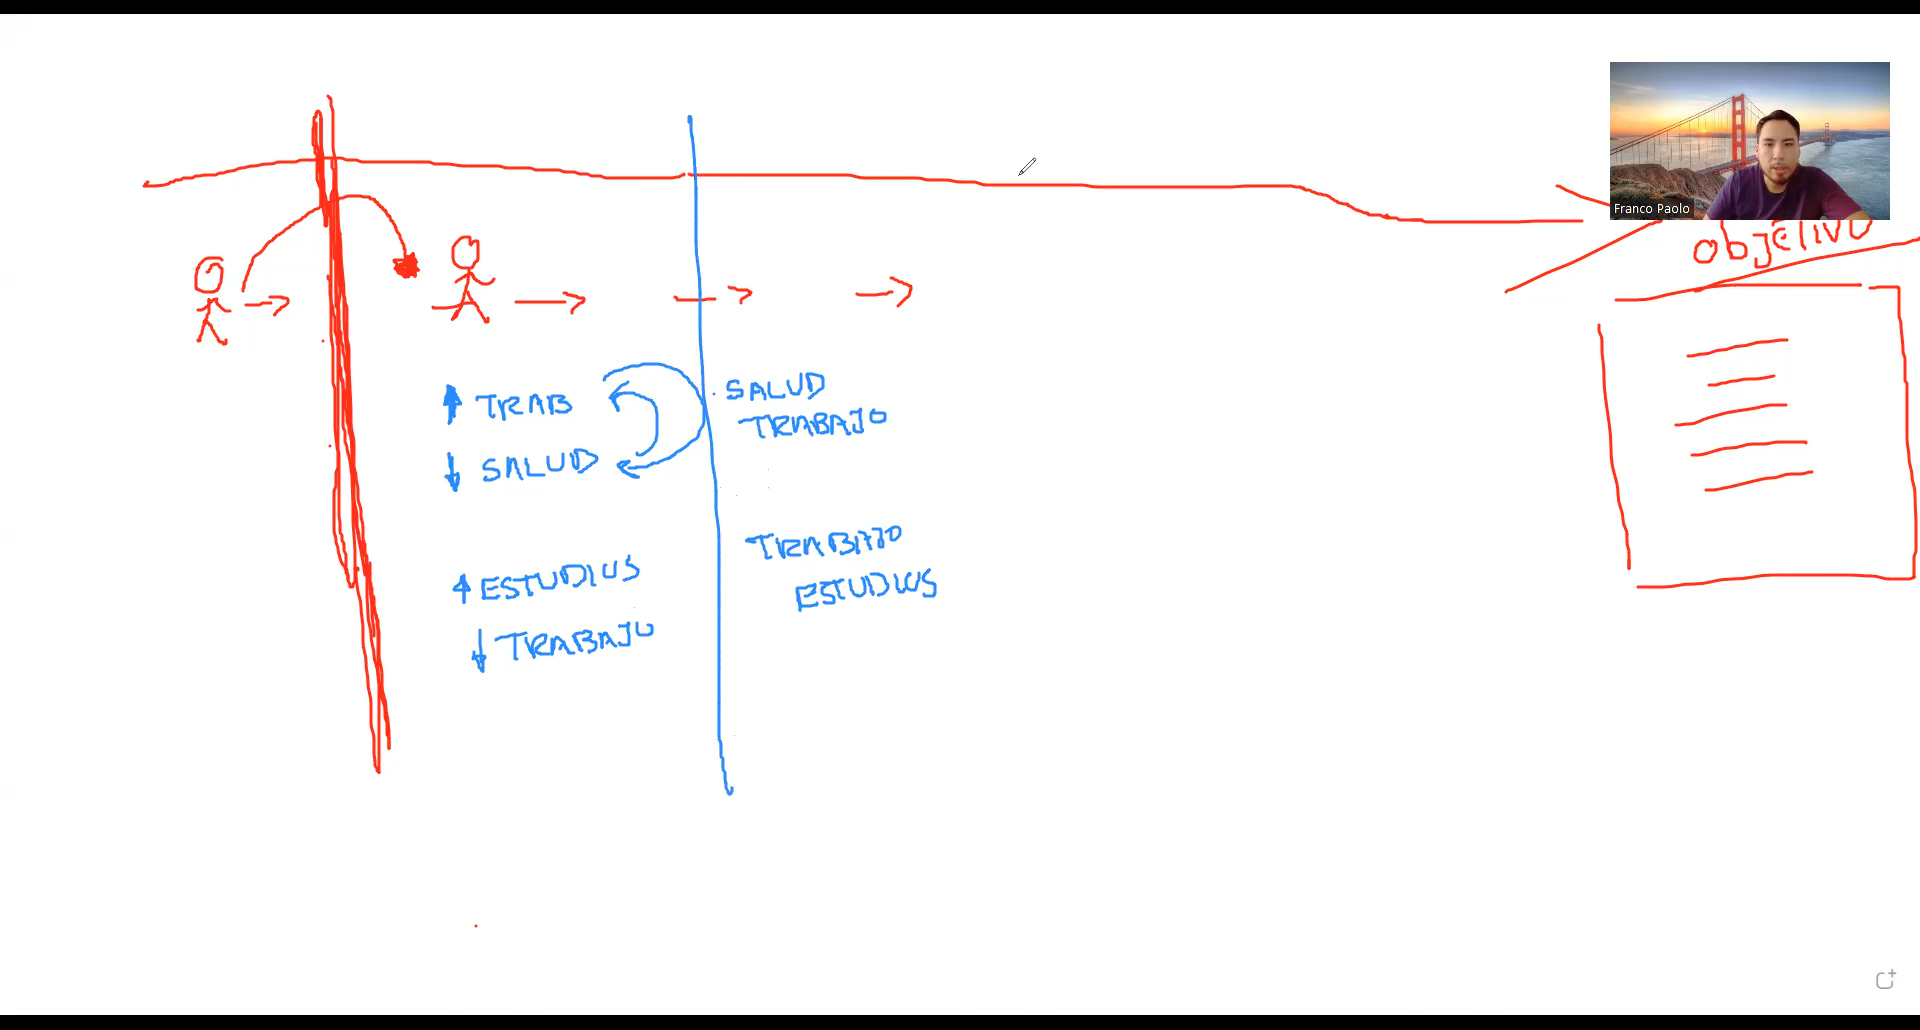 Franco Paolo
objetivo
TRAB
SALUD
SALUD
TRABAJO
ESTUDIOS
TRABAJO
TRABAJO
ESTUDIOS